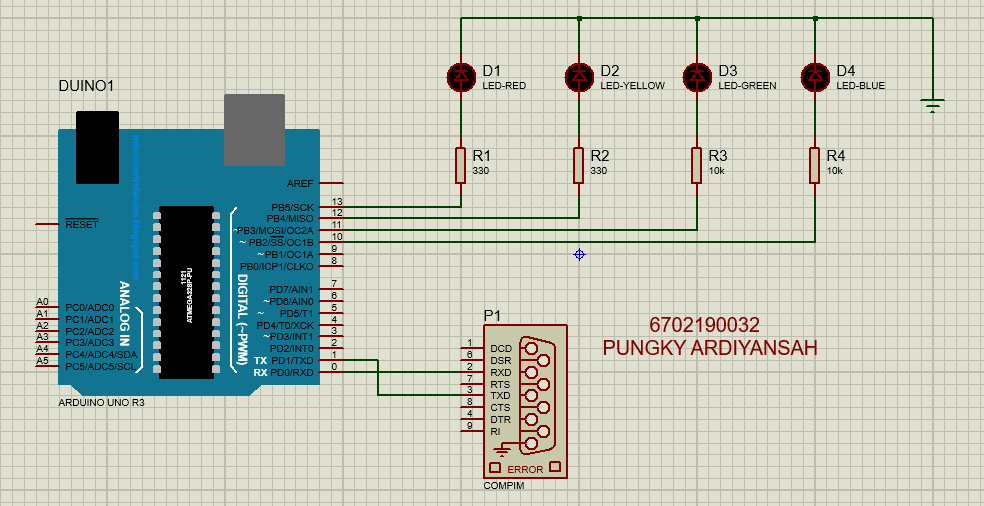 DUINO1
microcontrolandos.blogspot.com
RESET
AREF
PB5/SCK 13
PB4/MISO 12
~PB3/MOSI/OC2A 11
~ PB2/SS/OC1B 10
~ PB1/OC1A 9
PB0/ICP1/CLKO 8
PD7/AIN1 7
~PD6/AIN0 6
~ PD5/T1 5
PD4/T0/XCK 4
~PD3/INT1 3
PD2/INT0 2
TX PD1/TXD 1
RX PD0/RXD 0
DIGITAL (~PWM)
1121
ATMEGA328P-PU
ANALOG IN
A0 PC0/ADC0
A1 PC1/ADC1
A2 PC2/ADC2
A3 PC3/ADC3
A4 PC4/ADC4/SDA
A5 PC5/ADC5/SCL
ARDUINO UNO R3
D1
LED-RED
D2
LED-YELLOW
D3
LED-GREEN
D4
LED-BLUE
R1
330
R2
330
R3
10k
R4
10k
P1
1 DCD
6 DSR
2 RXD
7 RTS
3 TXD
8 CTS
4 DTR
9 RI
ERROR
COMPIM
6702190032
PUNGKY ARDIYANSAH